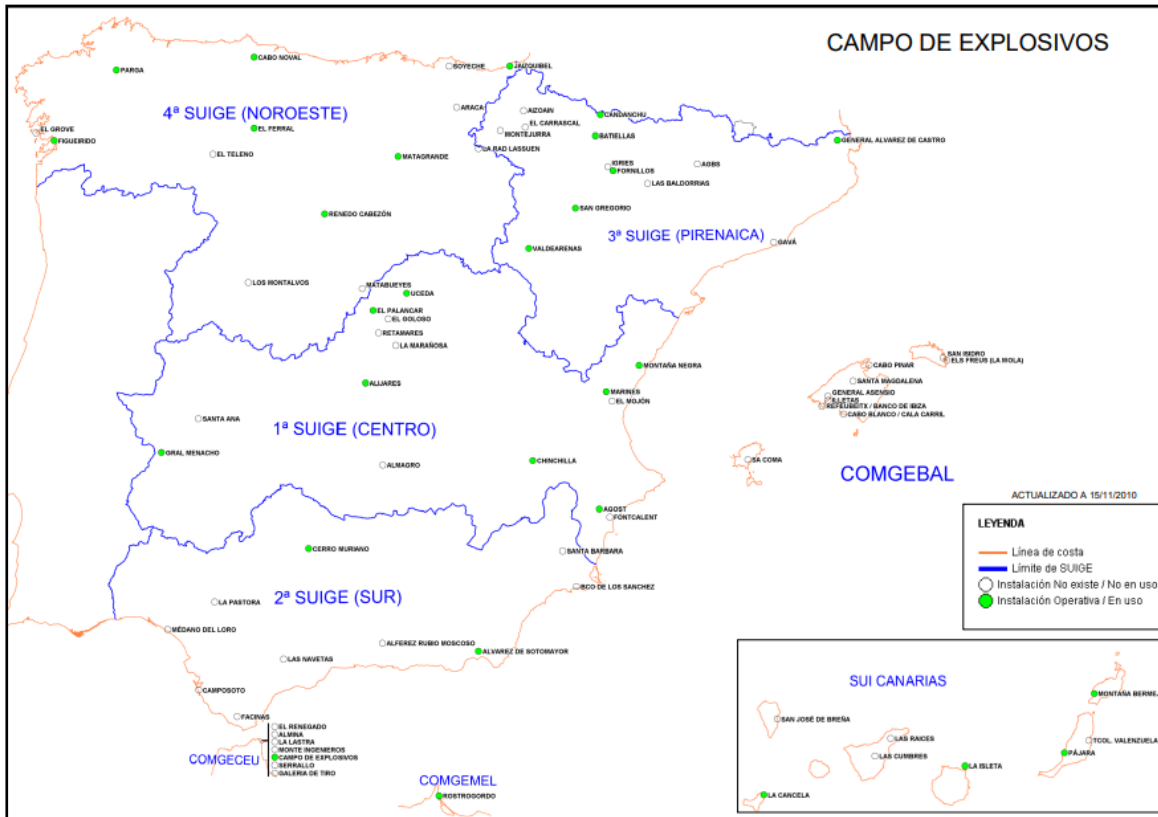 CAMPO DE EXPLOSIVOS
CABO NOVAL
PARGA
SOYECHE
JAIZQUIBEL
4ª SUIGE (NOROESTE)
ARACA
AIZOAIN
CANDANCHU
EL GROVE
FIGUEIRIDO
EL FERRAL
EL CARRASCAL
MONTEJURRA
BATIELLAS
GENERAL ALVAREZ DE CASTRO
EL TELENO
MATAGRANDE
LA RAD LASSUEN
IGRIES
FORNILLOS
AGBS
LAS BALDORRIAS
RENEDO CABEZÓN
SAN GREGORIO
3ª SUIGE (PIRENAICA)
GAVÁ
VALDEARENAS
LOS MONTALVOS
MATABUEYES
UCEDA
EL PALANCAR
EL GOLOSO
RETAMARES
LA MARAÑOSA
MONTAÑA NEGRA
SAN ISIDRO
ELS FREUS (LA MOLA)
CABO PINAR
SANTA MAGDALENA
ALIJARES
MARINES
EL MOJÓN
GENERAL ASENSIO
ILLETAS
REFEUBEITX / BANCO DE IBIZA
CABO BLANCO / CALA CARRIL
SANTA ANA
1ª SUIGE (CENTRO)
GRAL MENACHO
ALMAGRO
CHINCHILLA
SA COMA
COMGEBAL
ACTUALIZADO A 15/11/2010
AGOST
FONTCALENT
LEYENDA
Línea de costa
Límite de SUIGE
Instalación No existe / No en uso
Instalación Operativa / En uso
CERRO MURIANO
SANTA BARBARA
BCO DE LOS SANCHEZ
LA PASTORA
2ª SUIGE (SUR)
MÉDANO DEL LORO
ALFEREZ RUBIO MOSCOSO
ALVAREZ DE SOTOMAYOR
LAS NAVETAS
CAMPOSOTO
FACINAS
EL RENEGADO
ALMINA
LA LASTRA
MONTE INGENIEROS
CAMPO DE EXPLOSIVOS
SERRALLO
GALERIA DE TIRO
COMGECEU
COMGEMEL
ROSTROGORDO
SUI CANARIAS
MONTAÑA BERMEJ
SAN JOSÉ DE BREÑA
LAS RAICES
TCOL. VALENZUELA
LAS CUMBRES
PÁJARA
LA ISLETA
LA CANCELA